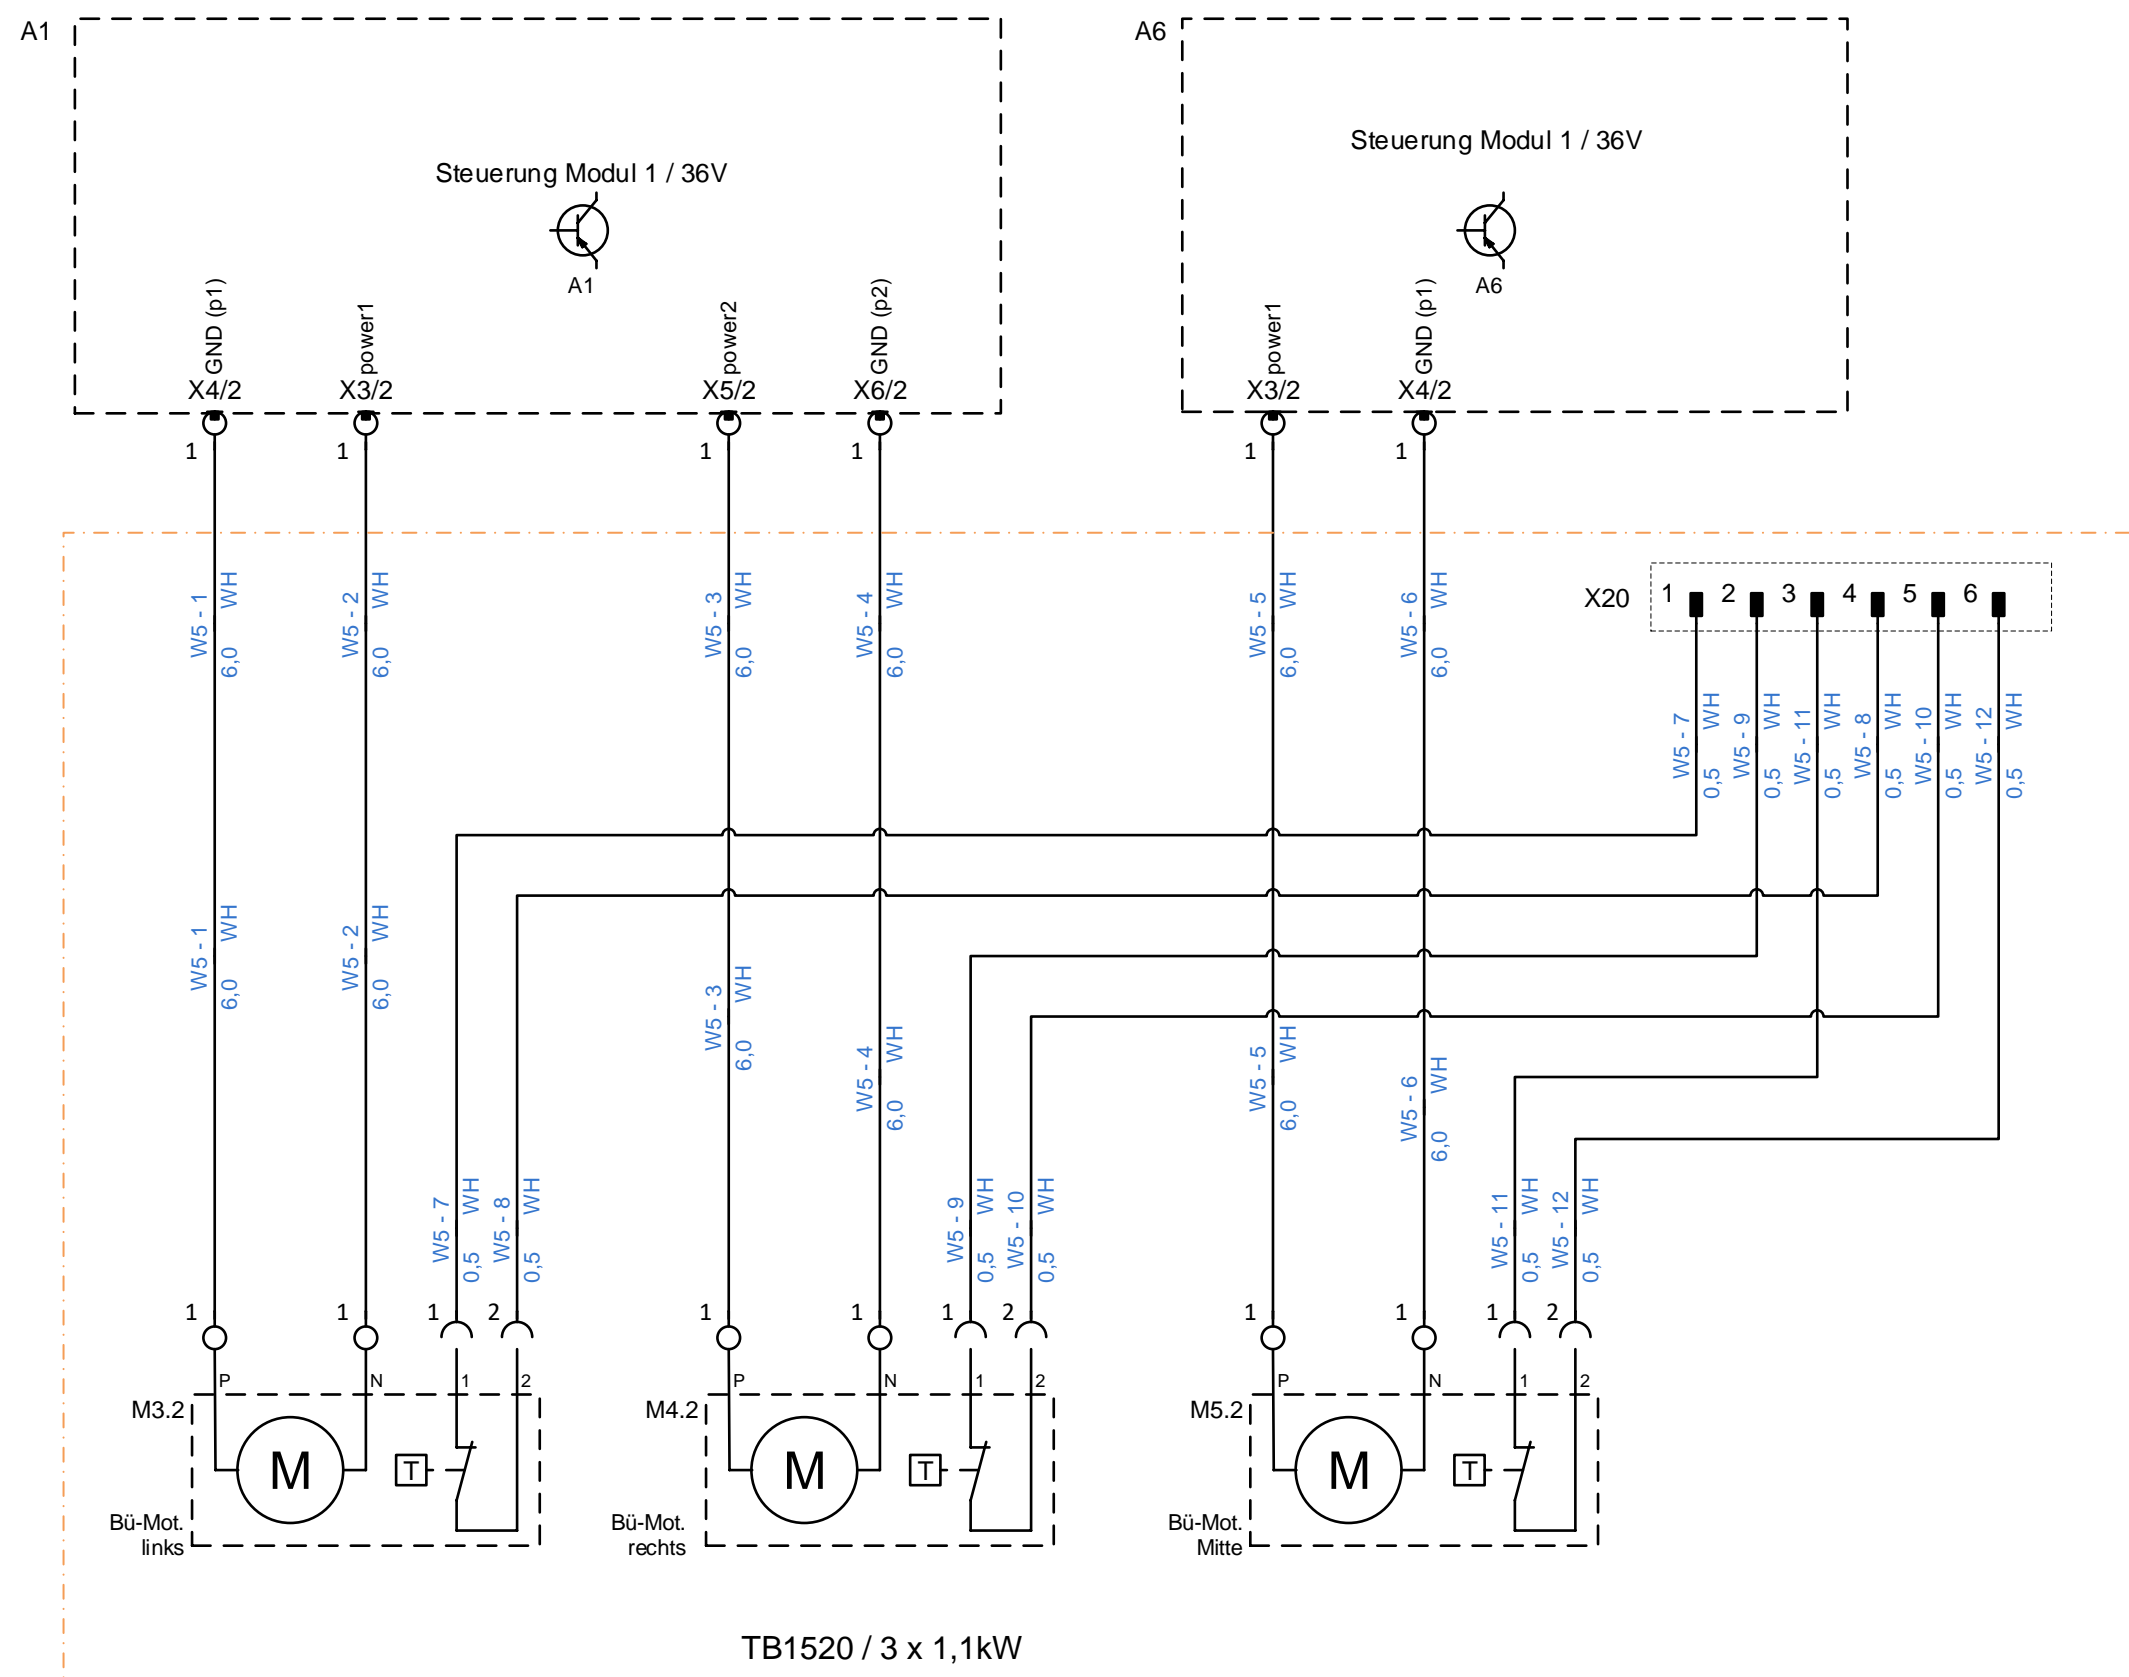 A1
A6
Steuerung Modul 1 / 36V
Steuerung Modul 1 / 36V
A1
A6
GND (p1)
power1
power2
GND (p2)
power1
GND (p1)
X4/2
X3/2
X5/2
X6/2
X3/2
X4/2
1
1
1
1
1
1
X20
1
2
3
4
5
6
W5 - 1
WH
6,0
W5 - 2
WH
6,0
W5 - 3
WH
6,0
W5 - 4
WH
6,0
W5 - 5
WH
6,0
W5 - 6
WH
6,0
W5 - 7
WH
0,5
W5 - 9
WH
0,5
W5 - 11
WH
0,5
W5 - 8
WH
0,5
W5 - 10
WH
0,5
W5 - 12
WH
0,5
W5 - 1
WH
6,0
W5 - 2
WH
6,0
W5 - 3
WH
6,0
W5 - 4
WH
6,0
W5 - 5
WH
6,0
W5 - 6
WH
6,0
W5 - 7
WH
0,5
W5 - 8
WH
0,5
W5 - 9
WH
0,5
W5 - 10
WH
0,5
W5 - 11
WH
0,5
W5 - 12
WH
0,5
1
1
1
2
1
1
1
2
1
1
1
2
P
N
1
2
P
N
1
2
P
N
1
2
M3.2
M
T
Bü-Mot.
links
M4.2
M
T
Bü-Mot.
rechts
M5.2
M
T
Bü-Mot.
Mitte
TB1520 / 3 x 1,1kW